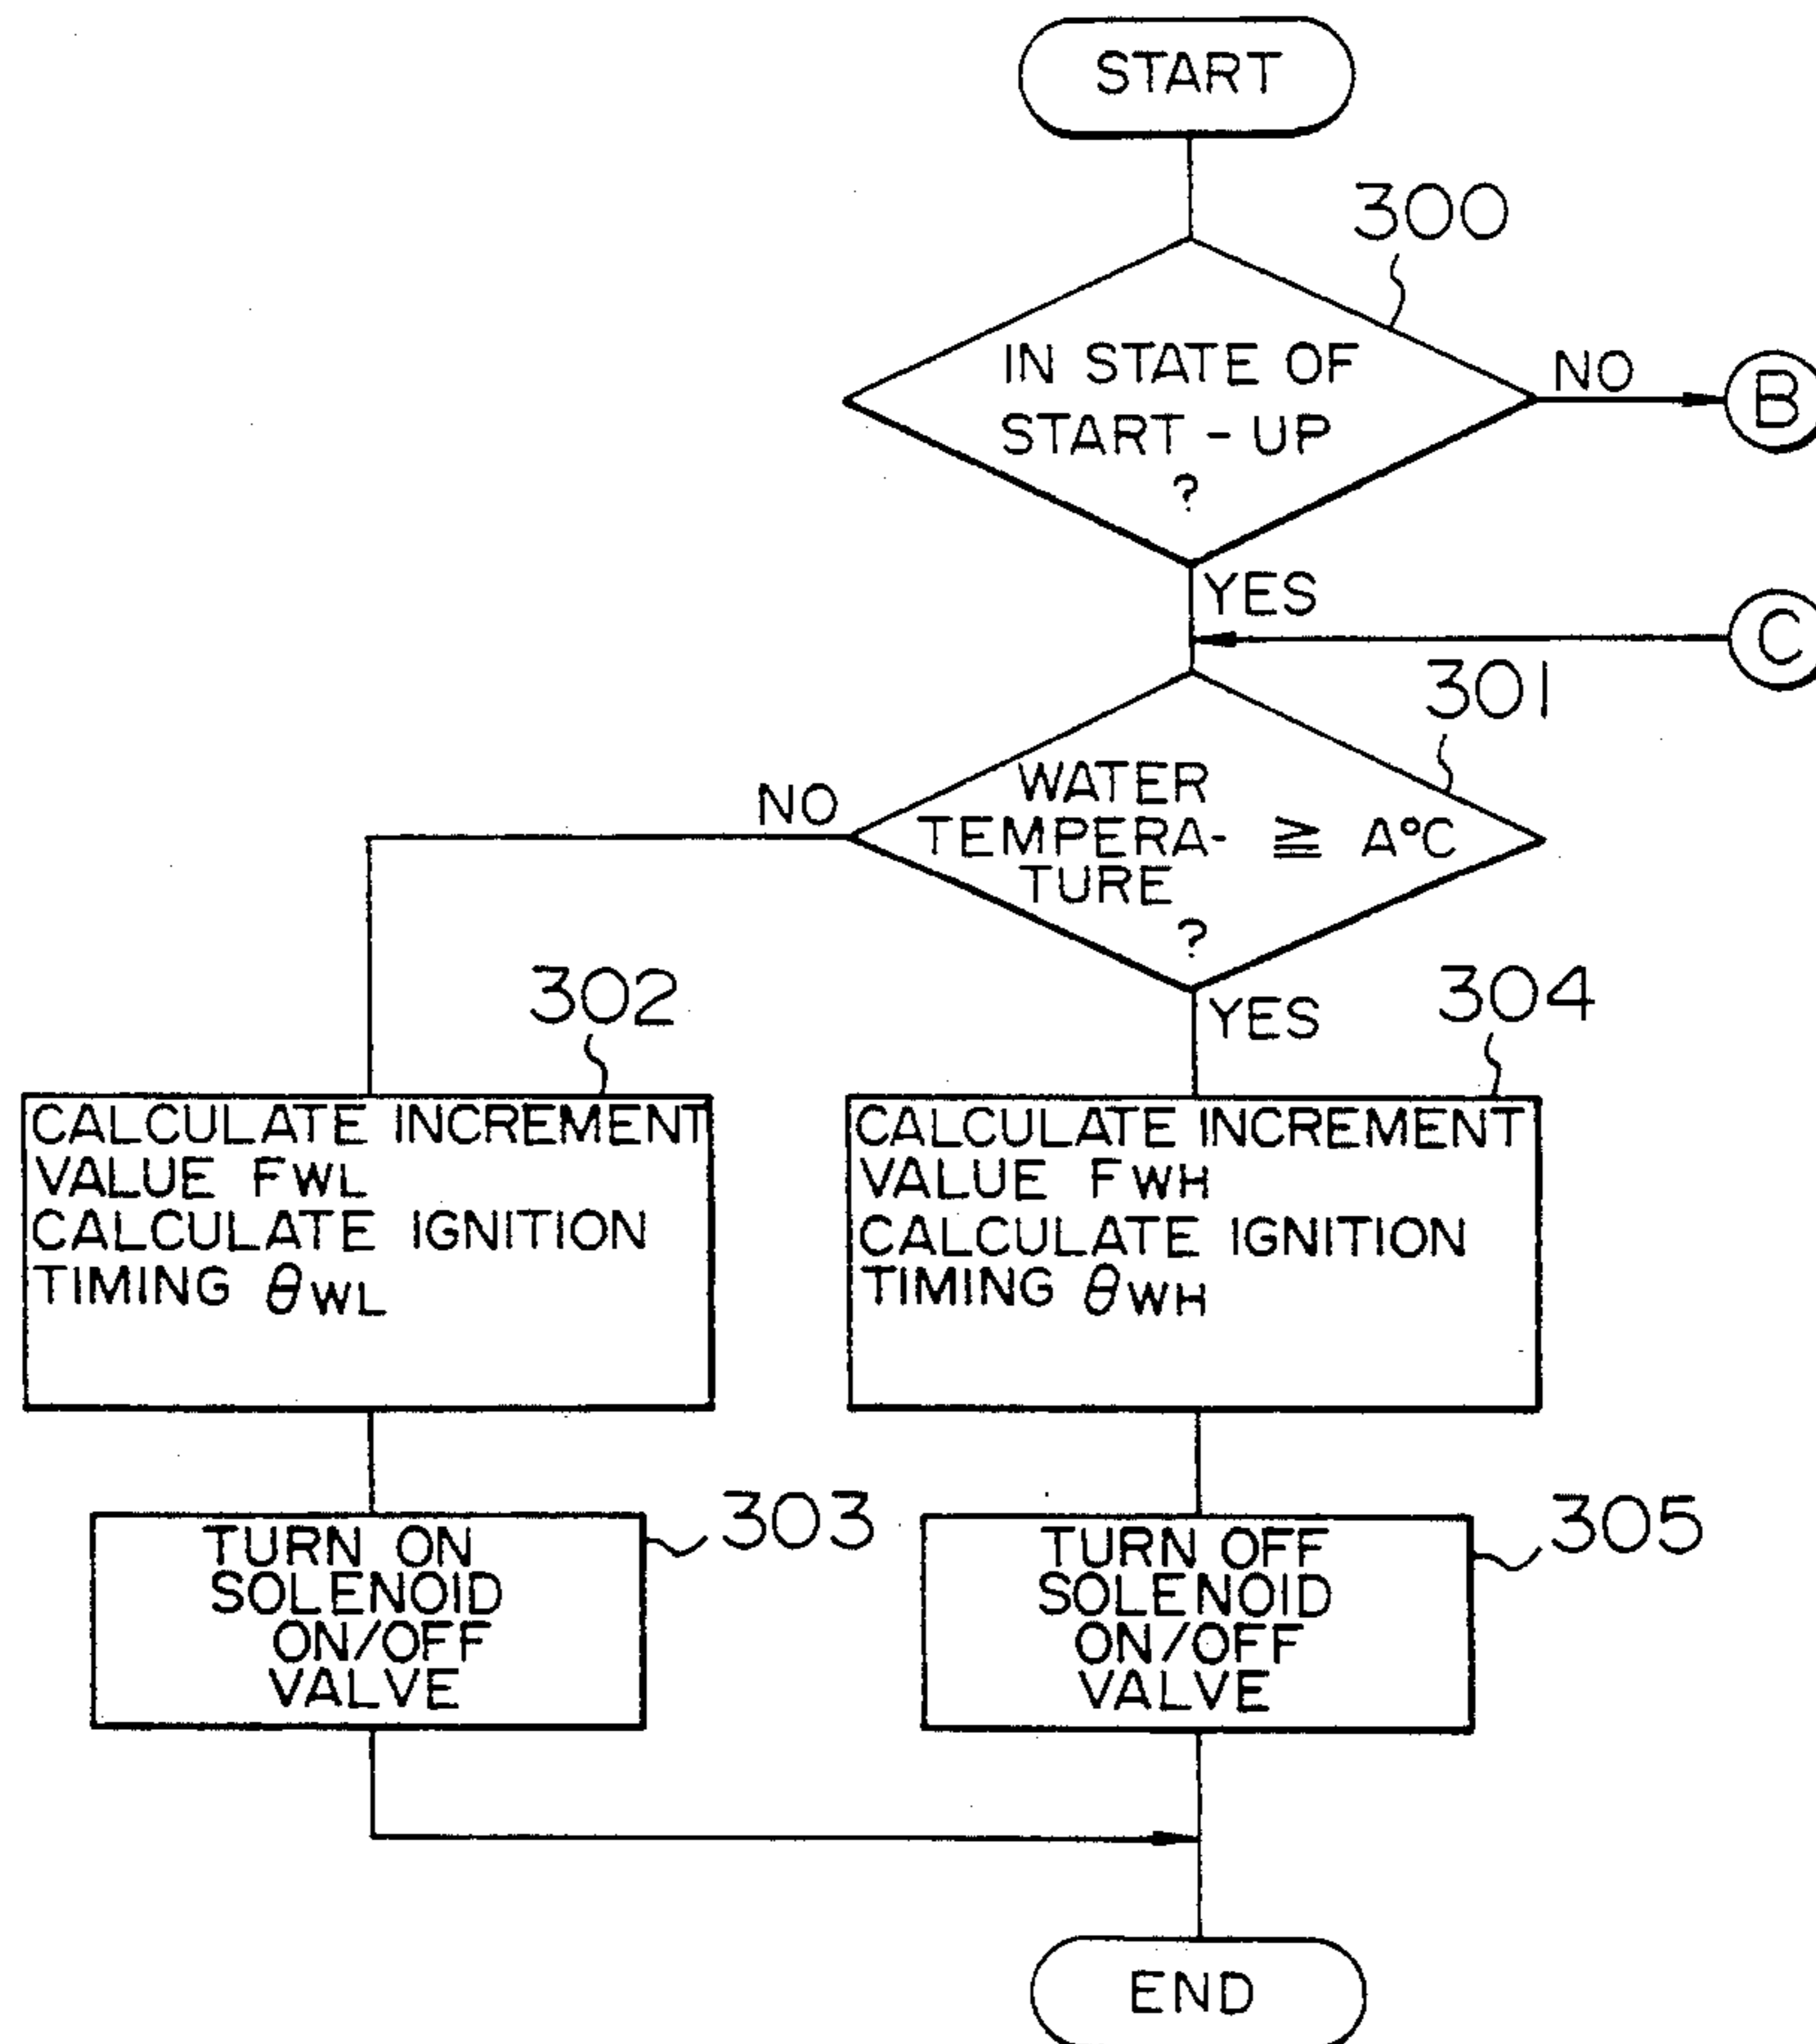 START
300
IN STATE OF
START - UP
?
NO
B
YES
C
301
NO
WATER
TEMPERA- ≧ A°C
TURE
?
YES
302
CALCULATE INCREMENT
VALUE FWL
CALCULATE IGNITION
TIMING θWL
304
CALCULATE INCREMENT
VALUE FWH
CALCULATE IGNITION
TIMING θWH
303
TURN ON
SOLENOID
ON/OFF
VALVE
305
TURN OFF
SOLENOID
ON/OFF
VALVE
END